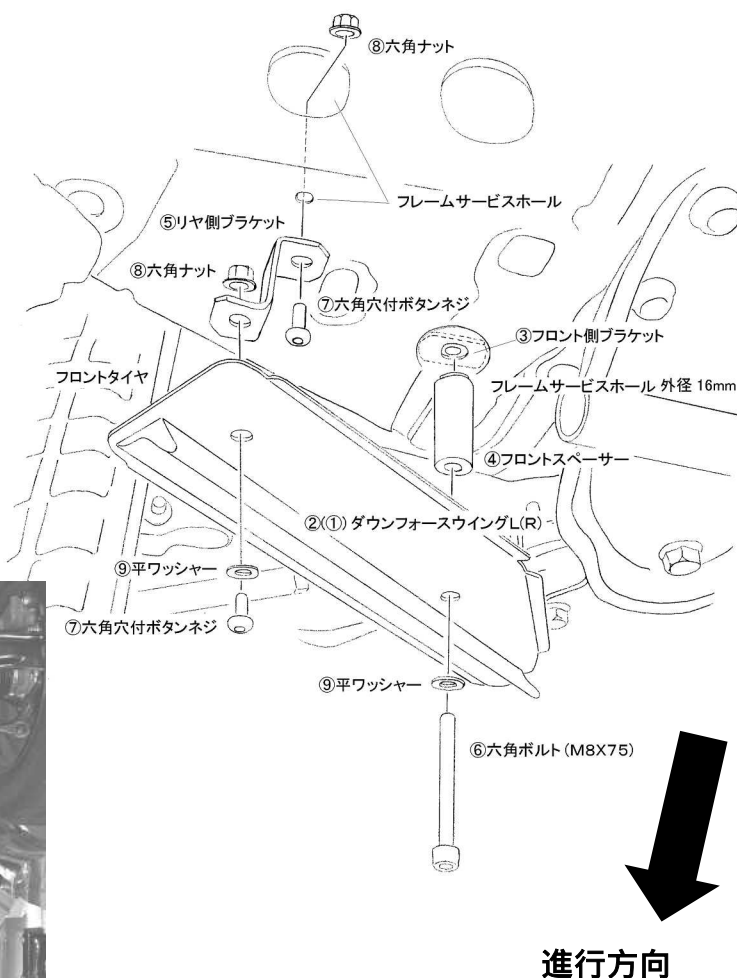 ⑧六角ナット
フレームサービスホール
⑤リヤ側ブラケット
⑧六角ナット
⑦六角穴付ボタンネジ
③フロント側ブラケット
フロントタイヤ
フレームサービスホール 外径 16mm
④フロントスペーサー
②(①)ダウンフォースウイングL(R)
⑨平ワッシャー
⑦六角穴付ボタンネジ
⑨平ワッシャー
⑥六角ボルト(M8X75)
進行方向